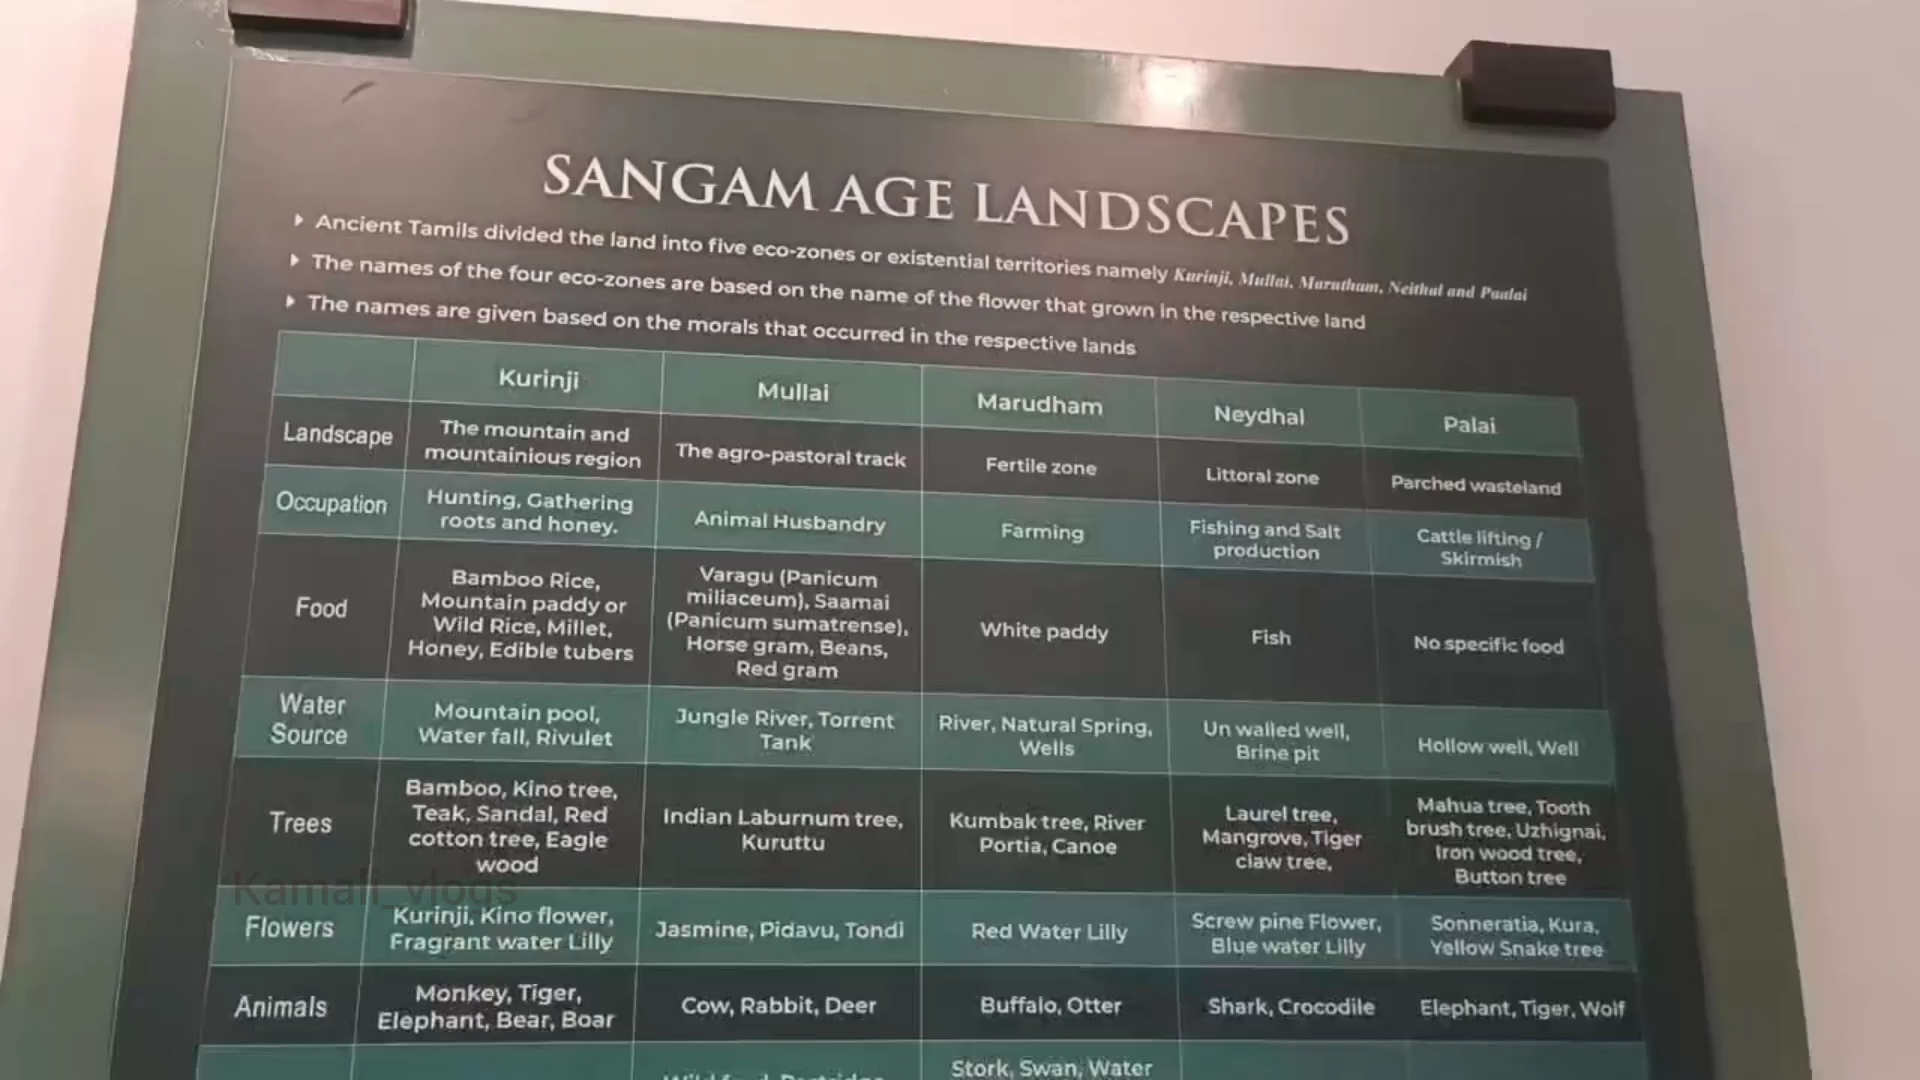 SANGAM AGE LANDSCAPES
Ancient Tamils divided the land into five eco-zones or existential territories namely Kurinji, Mullai, Marutham, Neithal and Paalai
The names of the four eco-zones are based on the name of the flower that grown in the respective land
The names are given based on the morals that occurred in the respective lands
Kurinji
Mullai
Marudham
Neydhal
Palai
Landscape
The mountain and
mountainious region
The agro-pastoral track
Fertile zone
Littoral zone
Parched wasteland
Occupation
Hunting, Gathering
roots and honey.
Animal Husbandry
Farming
Fishing and Salt
production
Cattle lifting /
Skirmish
Food
Bamboo Rice,
Mountain paddy or
Wild Rice, Millet,
Honey, Edible tubers
Varagu (Panicum
miliaceum), Saamai
(Panicum sumatrense),
Horse gram, Beans,
Red gram
White paddy
Fish
No specific food
Water
Source
Mountain pool,
Water fall, Rivulet
Jungle River, Torrent
Tank
River, Natural Spring,
Wells
Un walled well,
Brine pit
Hollow well, Well
Trees
Bamboo, Kino tree,
Teak, Sandal, Red
cotton tree, Eagle
wood
Indian Laburnum tree,
Kuruttu
Kumbak tree, River
Portia, Canoe
Laurel tree,
Mangrove, Tiger
claw tree,
Mahua tree, Tooth
brush tree, Uzhignai,
Iron wood tree,
Button tree
Kamali_vlogs
Flowers
Kurinji, Kino flower,
Fragrant water Lilly
Jasmine, Pidavu, Tondi
Red Water Lilly
Screw pine Flower,
Blue water Lilly
Sonneratia, Kura,
Yellow Snake tree
Animals
Monkey, Tiger,
Elephant, Bear, Boar
Cow, Rabbit, Deer
Buffalo, Otter
Shark, Crocodile
Elephant, Tiger, Wolf
Stork, Swan, Water